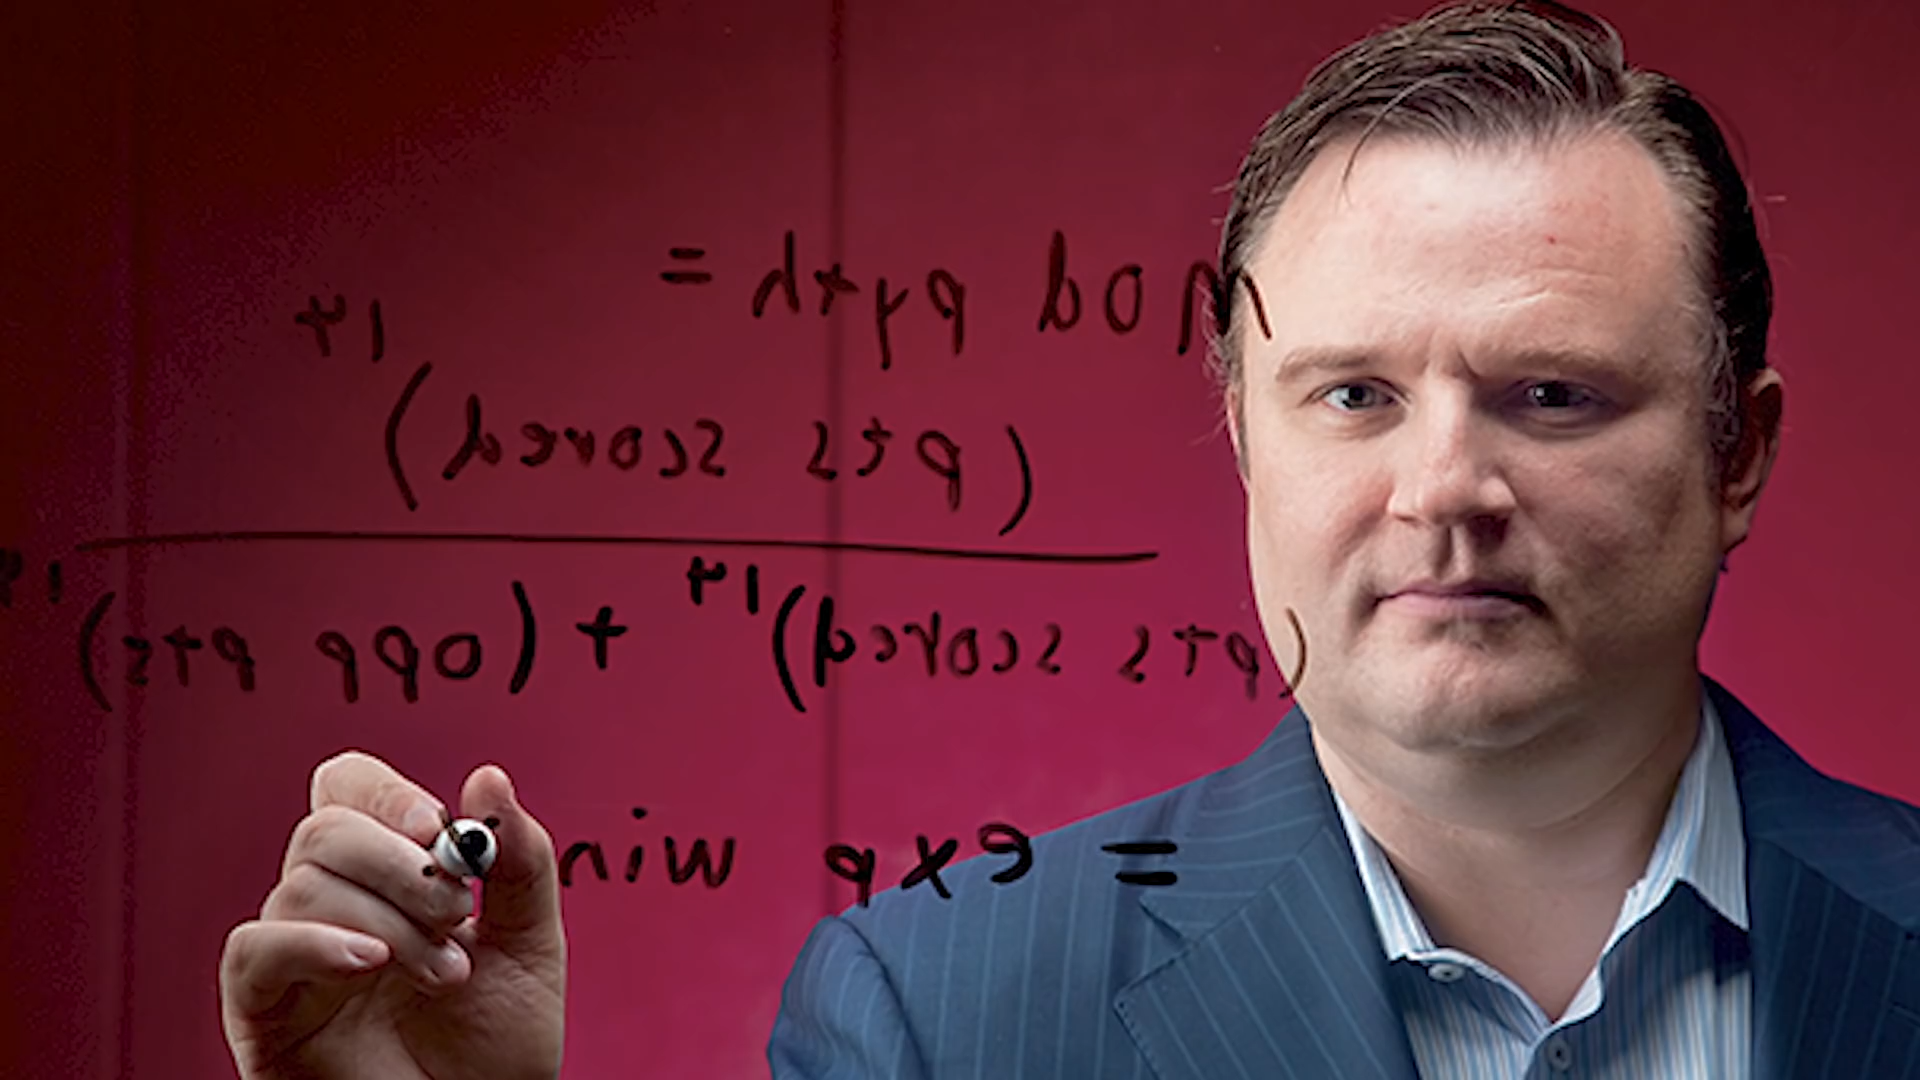 Mod pyth =
(pts scored)¹⁴
(pts scored)¹⁴ + (opp pts)¹⁴
= exp win